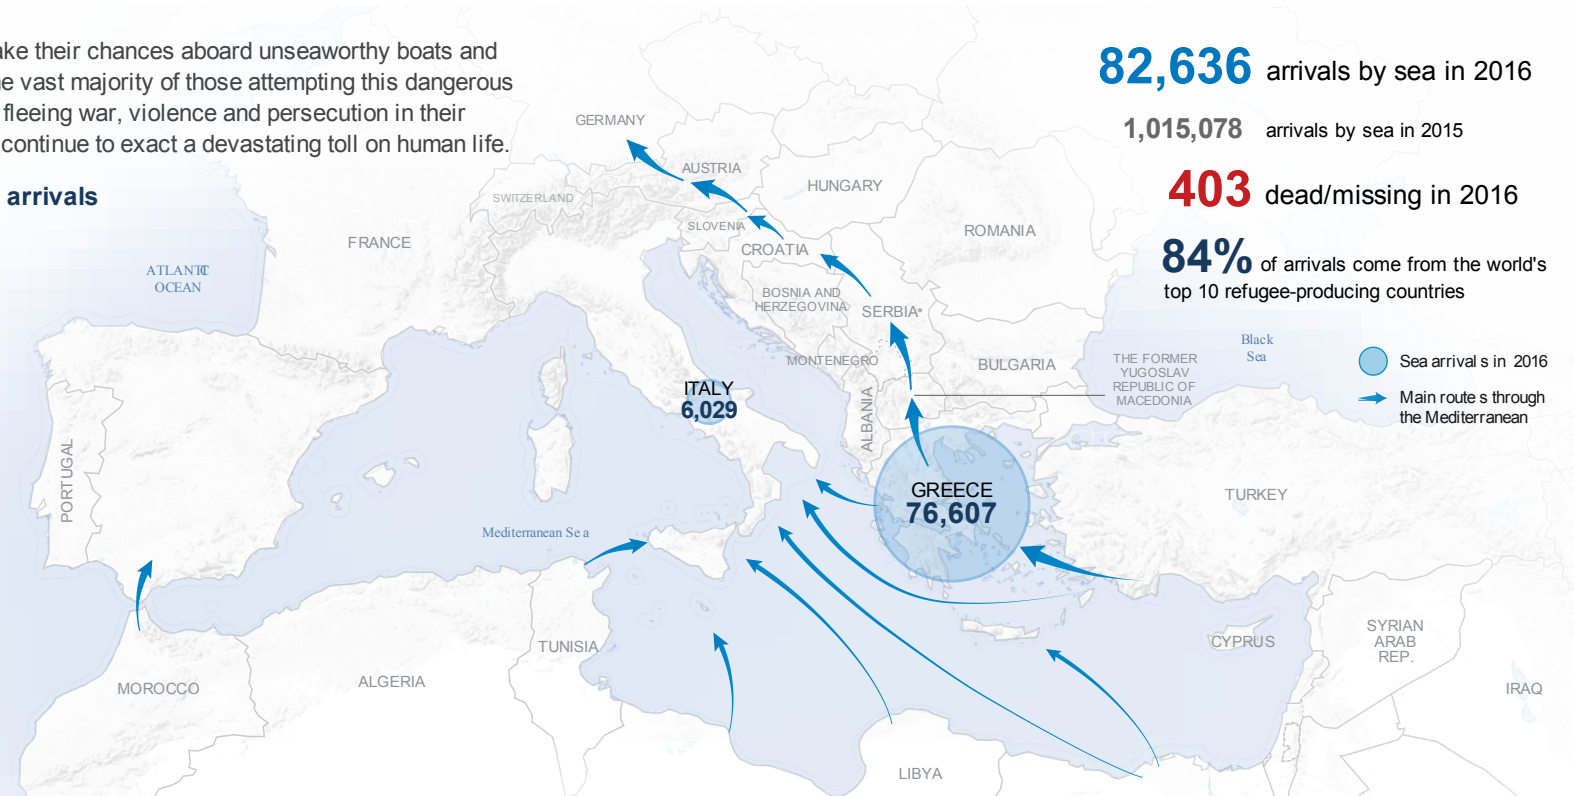 ake their chances aboard unseaworthy boats and
e vast majority of those attempting this dangerous
fleeing war, violence and persecution in their
continue to exact a devastating toll on human life.
arrivals
82,636 arrivals by sea in 2016
1,015,078 arrivals by sea in 2015
403 dead/missing in 2016
84% of arrivals come from the world's
top 10 refugee-producing countries
Sea arrivals in 2016
Main routes through
the Mediterranean
GERMANY
AUSTRIA
SWITZERLAND
HUNGARY
SLOVENIA
FRANCE
CROATIA
ROMANIA
ATLANTIC
OCEAN
BOSNIA AND
HERZEGOVINA
SERBIA*
Black
Sea
MONTENEGRO
BULGARIA
THE FORMER
YUGOSLAV
REPUBLIC OF
MACEDONIA
ITALY
6,029
ALBANIA
PORTUGAL
GREECE
76,607
TURKEY
Mediterranean Sea
TUNISIA
CYPRUS
SYRIAN
ARAB
REP.
MOROCCO
ALGERIA
IRAQ
LIBYA